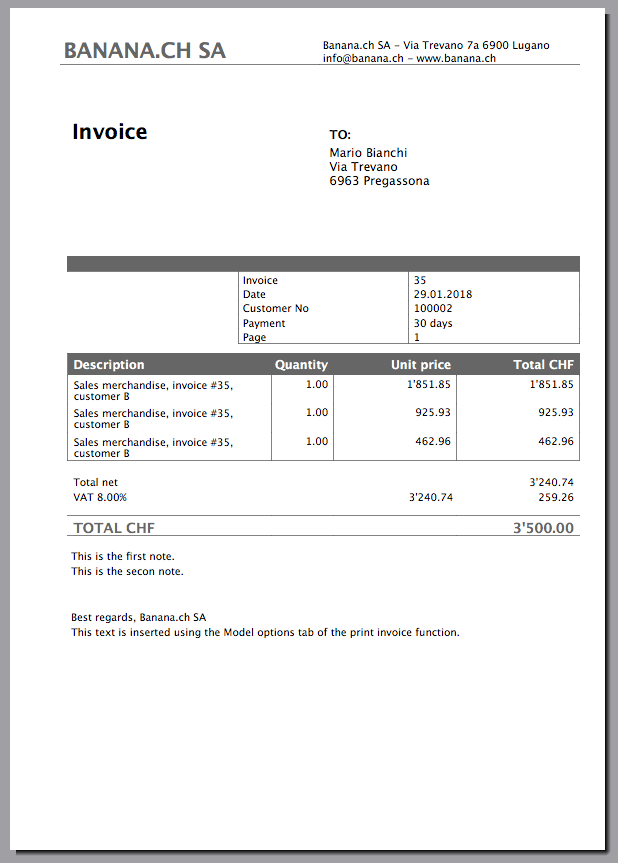 BANANA.CH SA
Banana.ch SA - Via Trevano 7a 6900 Lugano
info@banana.ch - www.banana.ch
Invoice
TO:
Mario Bianchi
Via Trevano
6963 Pregassona
Invoice 35
Date 29.01.2018
Customer No 100002
Payment 30 days
Page 1
Description Quantity Unit price Total CHF
Sales merchandise, invoice #35, 1.00 1'851.85 1'851.85
customer B
Sales merchandise, invoice #35, 1.00 925.93 925.93
customer B
Sales merchandise, invoice #35, 1.00 462.96 462.96
customer B
Total net 3'240.74
VAT 8.00% 3'240.74 259.26
TOTAL CHF 3'500.00
This is the first note.
This is the secon note.
Best regards, Banana.ch SA
This text is inserted using the Model options tab of the print invoice function.